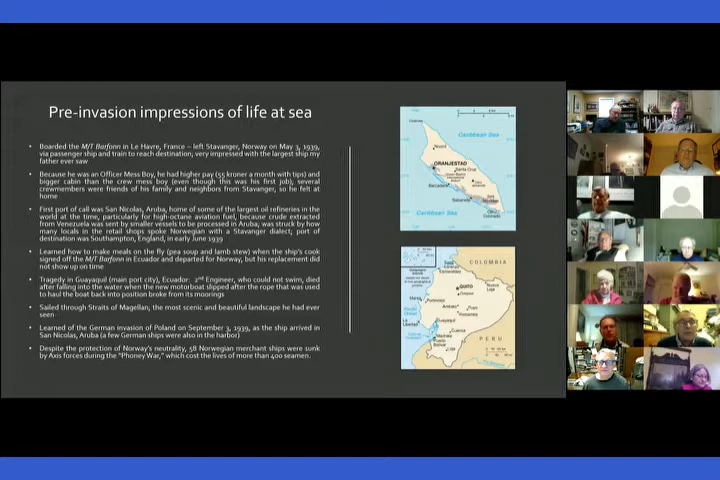 Pre-invasion impressions of life at sea
• Boarded the M/T Barfonn in Le Havre, France – left Stavanger, Norway on May 3, 1939,
via passenger ship and train to reach destination; very impressed with the largest ship my
father ever saw
• Because he was an Officer Mess Boy, he had higher pay (55 kroner a month with tips) and
bigger cabin than the crew mess boy (even though this was his first job); several
crewmembers were friends of his family and neighbors from Stavanger, so he felt at
home
• First port of call was San Nicolas, Aruba, home of some of the largest oil refineries in the
world at the time, particularly for high-octane aviation fuel, because crude extracted
from Venezuela was sent by smaller vessels to be processed in Aruba; was struck by how
many locals in the retail shops spoke Norwegian with a Stavanger dialect; port of
destination was Southampton, England, in early June 1939
• Learned how to make meals on the fly (pea soup and lamb stew) when the ship's cook
signed off the M/T Barfonn in Ecuador and departed for Norway, but his replacement did
not show up on time
• Tragedy in Guayaquil (main port city), Ecuador: 2nd Engineer, who could not swim, died
after falling into the water when the new motorboat slipped after the rope that was used
to haul the boat back into position broke from its moorings
• Sailed through Straits of Magellan, the most scenic and beautiful landscape he had ever
seen
• Learned of the German invasion of Poland on September 3, 1939, as the ship arrived in
San Nicolas, Aruba (a few German ships were also in the harbor)
• Despite the protection of Norway's neutrality, 58 Norwegian merchant ships were sunk
by Axis forces during the "Phoney War," which cost the lives of more than 400 seamen.
Caribbean Sea
Noord
ORANJESTAD
Santa Cruz
Barcadera
Savaneta
Caribbean Sea
COLOMBIA
QUITO
Manta
Portoviejo
Ambato
Guayaquil
La
Libertad
Cuenca
Machala
Loja
PERU